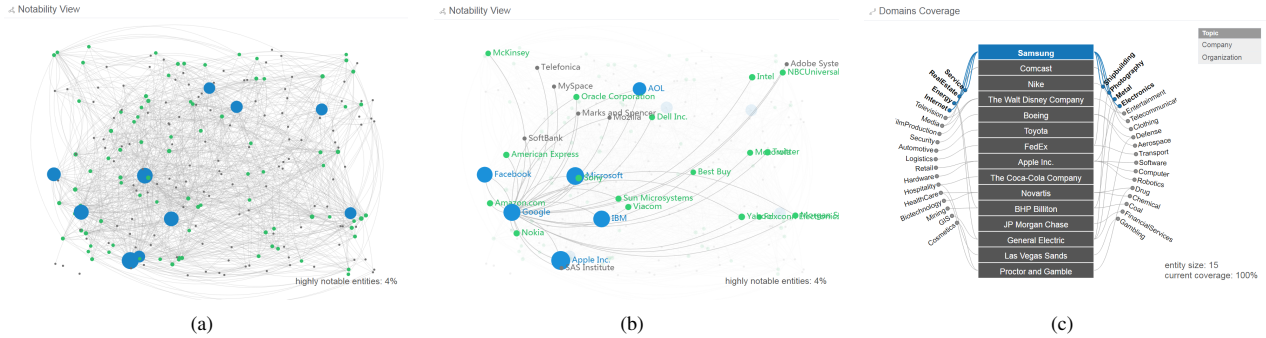 Notability View
highly notable entities: 4%
(a)
Notability View
McKinsey
Telefonica
Adobe Syste
NBCUniversal
Intel
MySpace
AOL
Oracle Corporation
Marks and Spencer
Mozilla
Dell Inc.
SoftBank
American Express
Twitter
Facebook
Microsoft
Sony
Best Buy
Amazon.com
Sun Microsystems
Viacom
Google
IBM
Nokia
Apple Inc.
SAS Institute
highly notable entities: 4%
(b)
Domains Coverage
Topic
Company
Organization
Samsung
Comcast
Nike
The Walt Disney Company
Boeing
Toyota
FedEx
Apple Inc.
The Coca-Cola Company
Novartis
BHP Billiton
JP Morgan Chase
General Electric
Las Vegas Sands
Proctor and Gamble
Service
RealEstate
Energy
Internet
Television
Media
ilmProduction
Security
Automotive
Logistics
Retail
Hardware
Hospitality
HealthCare
Biotechnology
Mining
GIS
Cosmetics
Shipbuilding
Photography
Metal
Electronics
Entertainment
Telecommunicar
Clothing
Defense
Aerospace
Transport
Software
Computer
Robotics
Drug
Chemical
Coal
FinancialServices
Gambling
entity size: 15
current coverage: 100%
(c)